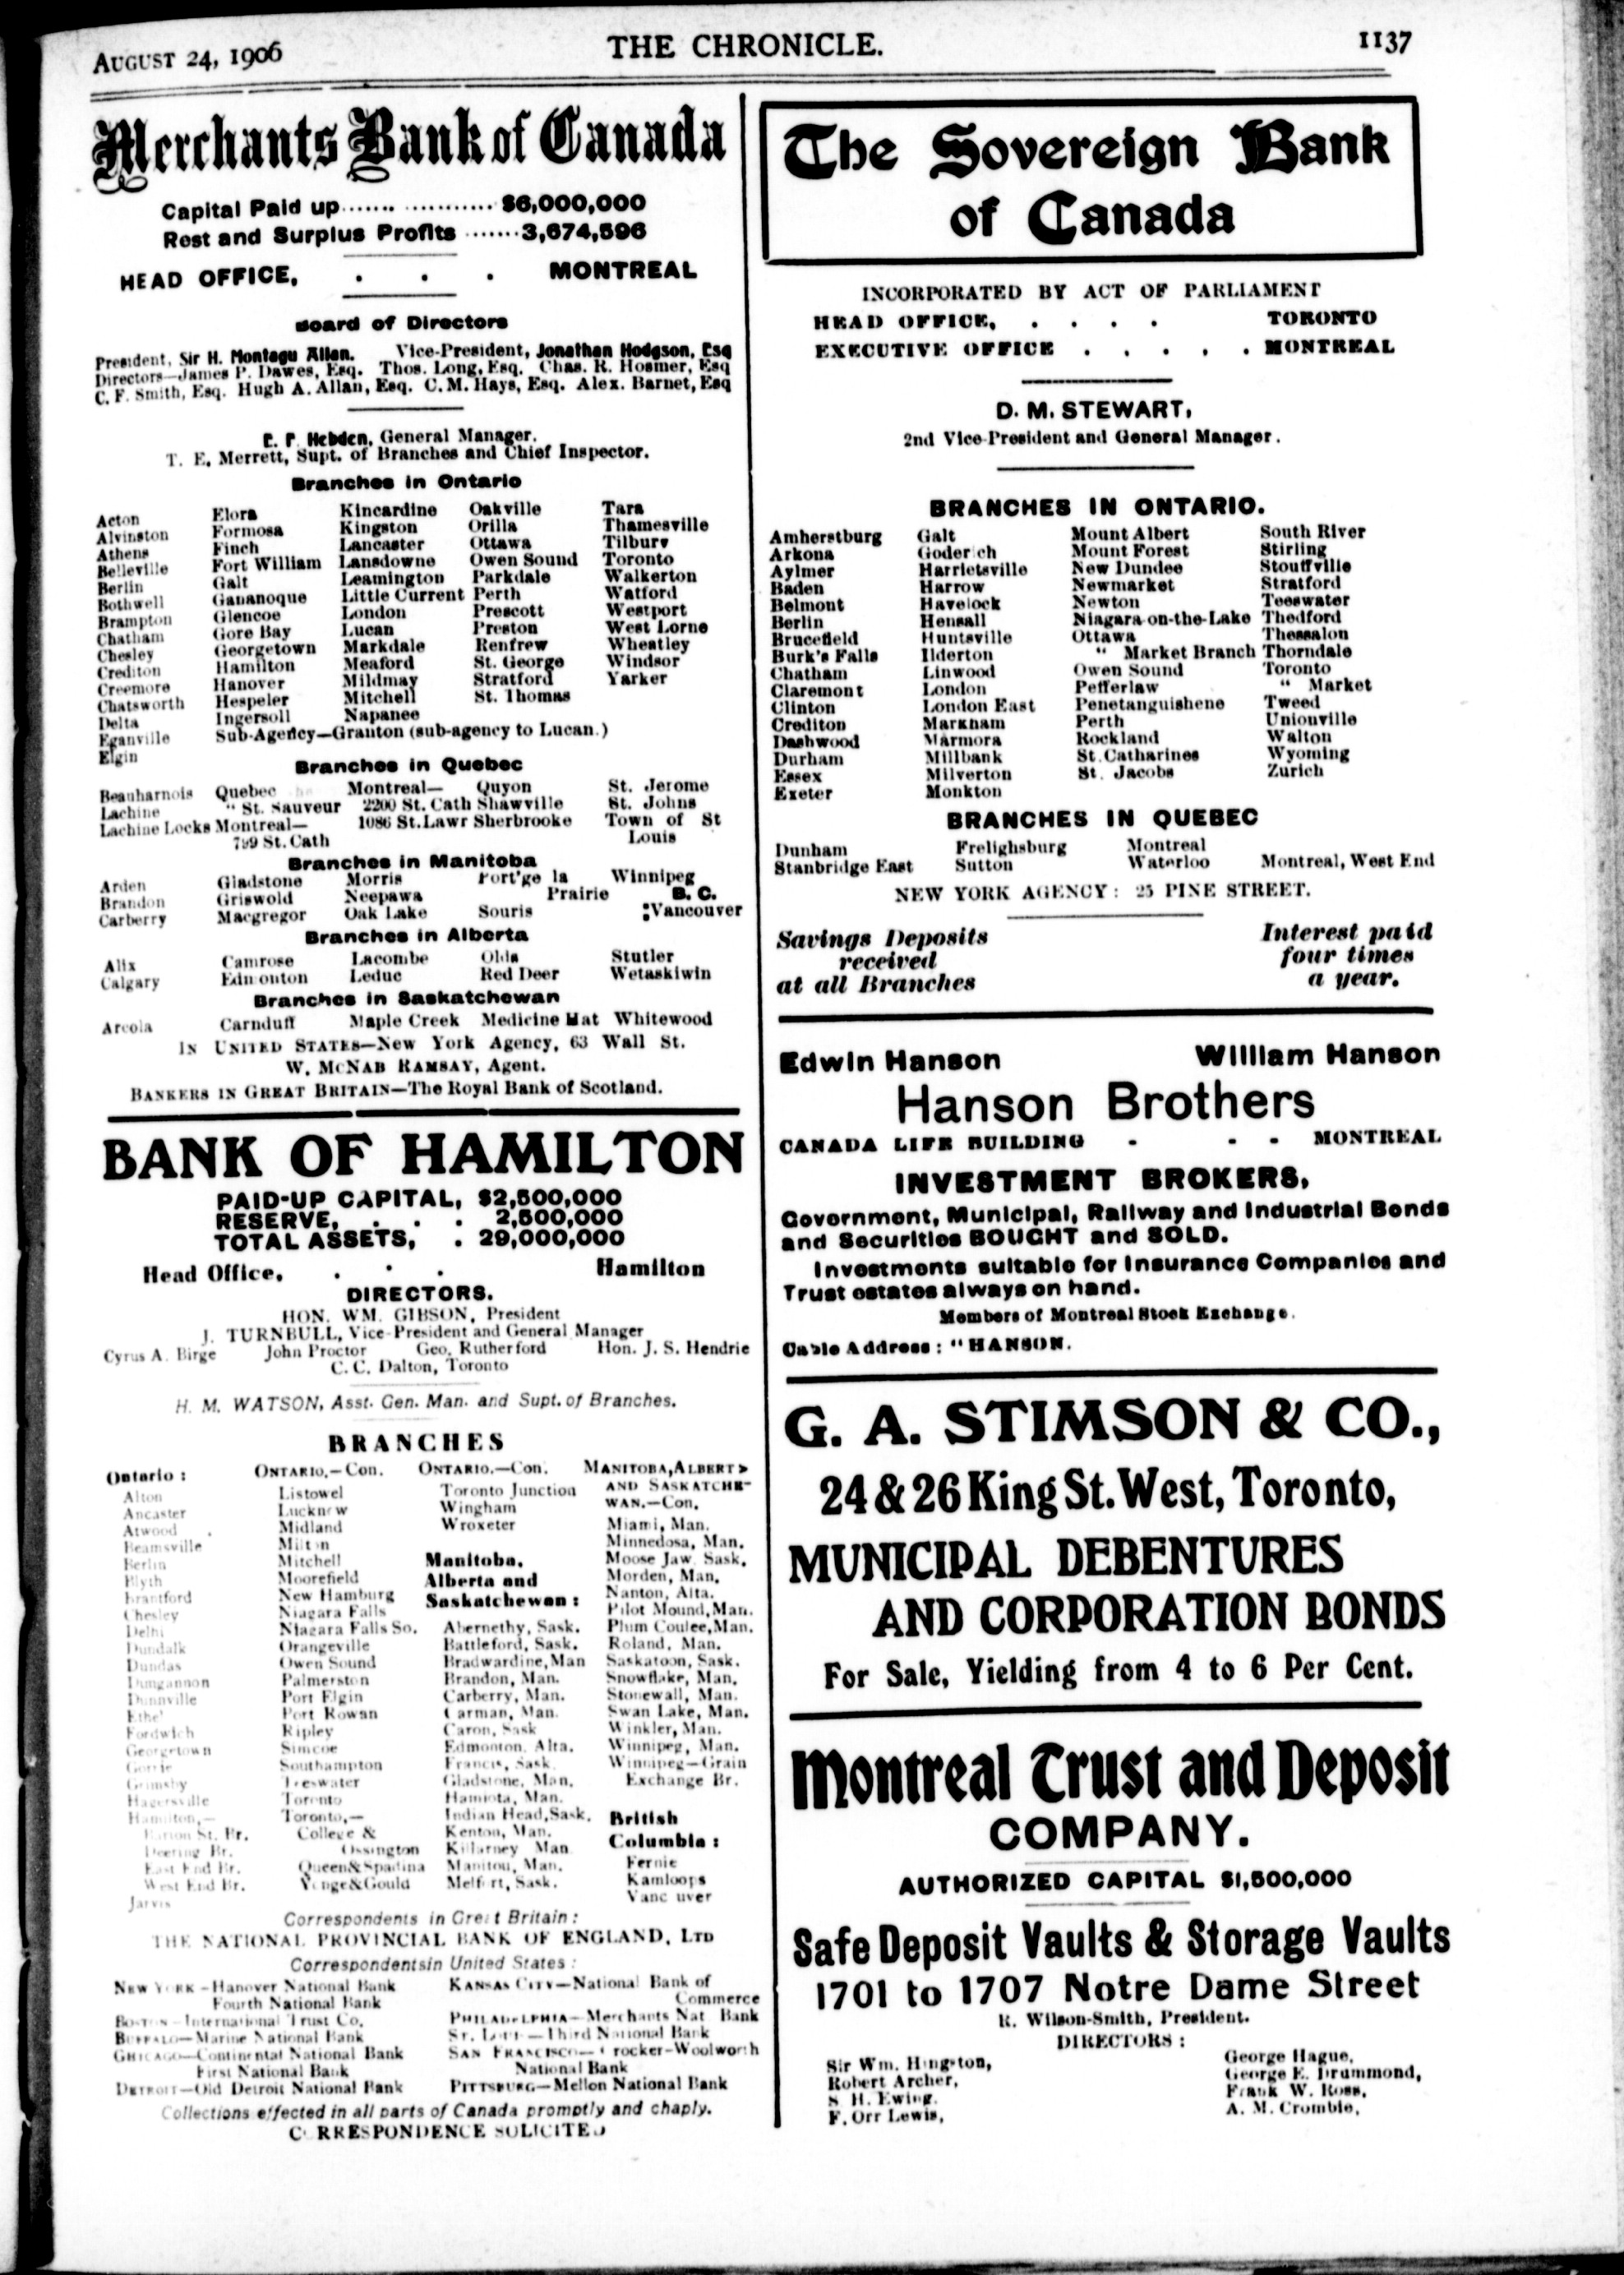 AUGUST 24, 1906 THE CHRONICLE. 1137
Merchants Bank of Canada
Capital Paid up....... ........... $6,000,000
Rest and Surplus Profits .......3,674,596
HEAD OFFICE, . . . MONTREAL
Board of Directors
President, Sir H. Montagu Allan. Vice-President, Jonathan Hodgson, Esq
Directors—James P. Dawes, Esq. Thos. Long, Esq. Chas. R. Hosmer, Esq
C. F. Smith, Esq. Hugh A. Allan, Esq. C. M. Hays, Esq. Alex. Barnet, Esq
E. F. Hebden, General Manager.
T. E. Merrett, Supt. of Branches and Chief Inspector.
Branches in Ontario
Acton Elora Kincardine Oakville Tara
Alvinston Formosa Kingston Orilla Thamesville
Athens Finch Lancaster Ottawa Tilbury
Belleville Fort William Lansdowne Owen Sound Toronto
Berlin Galt Leamington Parkdale Walkerton
Bothwell Gananoque Little Current Perth Watford
Brampton Glencoe London Prescott Westport
Chatham Gore Bay Lucan Preston West Lorne
Chesley Georgetown Markdale Renfrew Wheatley
Crediton Hamilton Meaford St. George Windsor
Creemore Hanover Mildmay Stratford Yarker
Chatsworth Hespeler Mitchell St. Thomas
Delta Ingersoll Napanee
Eganville Sub-Agency—Granton (sub-agency to Lucan.)
Elgin
Branches in Quebec
Beauharnois Quebec Montreal— Quyon St. Jerome
Lachine " St. Sauveur 2200 St. Cath Shawville St. Johns
Lachine Locks Montreal— 1086 St. Lawr Sherbrooke Town of St
799 St. Cath Louis
Branches in Manitoba
Arden Gladstone Morris Port'ge la Winnipeg
Brandon Griswold Neepawa Prairie B. C.
Carberry Macgregor Oak Lake Souris Vancouver
Branches in Alberta
Alix Camrose Lacombe Olds Stutler
Calgary Edmonton Leduc Red Deer Wetaskiwin
Branches in Saskatchewan
Arcola Carnduff Maple Creek Medicine Hat Whitewood
IN UNITED STATES—New York Agency, 63 Wall St.
W. MCNAB RAMSAY, Agent.
BANKERS IN GREAT BRITAIN—The Royal Bank of Scotland.
BANK OF HAMILTON
PAID-UP CAPITAL, $2,500,000
RESERVE, . . . 2,500,000
TOTAL ASSETS, . 29,000,000
Head Office, . . . Hamilton
DIRECTORS.
HON. WM. GIBSON, President
J. TURNBULL, Vice-President and General Manager
Cyrus A. Birge John Proctor Geo. Rutherford Hon. J. S. Hendrie
C. C. Dalton, Toronto
H. M. WATSON, Asst. Gen. Man. and Supt. of Branches.
BRANCHES
Ontario : ONTARIO.—Con. ONTARIO.—Con. MANITOBA, ALBERTA
Alton Listowel Toronto Junction AND SASKATCHE-
Ancaster Lucknow Wingham WAN.—Con.
Atwood Midland Wroxeter Miami, Man.
Beamsville Milton Minnedosa, Man.
Berlin Mitchell Manitoba, Moose Jaw Sask.
Blyth Moorefield Alberta and Morden, Man.
Brantford New Hamburg Saskatchewan : Nanton, Alta.
Chesley Niagara Falls Pilot Mound, Man.
Delhi Niagara Falls So. Abernethy, Sask. Plum Coulee, Man.
Dundalk Orangeville Battleford, Sask. Roland, Man.
Dundas Owen Sound Bradwardine, Man Saskatoon, Sask.
Dungannon Palmerston Brandon, Man. Snowflake, Man.
Dunnville Port Elgin Carberry, Man. Stonewall, Man.
Ethel Port Rowan Carman, Man. Swan Lake, Man.
Fordwich Ripley Caron, Sask Winkler, Man.
Georgetown Simcoe Edmonton, Alta. Winnipeg, Man.
Gorrie Southampton Francis, Sask Winnipeg—Grain
Grimsby Teeswater Gladstone, Man. Exchange Br.
Hagersville Toronto Hamiota, Man.
Hamilton,— Toronto,— Indian Head, Sask. British
Barton St. Br. College & Kenton, Man. Columbia :
Deering Br. Ossington Killarney Man Fernie
East End Br. Queen&Spadina Manitou, Man. Kamloops
West End Br. Yonge&Gould Melfort, Sask. Vancouver
Jarvis
Correspondents in Great Britain :
THE NATIONAL PROVINCIAL BANK OF ENGLAND, LTD
Correspondentsin United States :
NEW YORK—Hanover National Bank KANSAS CITY—National Bank of
Fourth National Bank Commerce
BOSTON—International Trust Co. PHILADELPHIA—Merchants Nat Bank
BUFFALO—Marine National Bank ST. LOUIS—Third National Bank
CHICAGO—Continental National Bank SAN FRANCISCO—Crocker-Woolworth
First National Bank National Bank
DETROIT—Old Detroit National Bank PITTSBURG—Mellon National Bank
Collections effected in all parts of Canada promptly and chaply.
CORRESPONDENCE SOLICITED
The Sovereign Bank
of Canada
INCORPORATED BY ACT OF PARLIAMENT
HEAD OFFICE, . . . . TORONTO
EXECUTIVE OFFICE . . . . . MONTREAL
D. M. STEWART,
2nd Vice President and General Manager.
BRANCHES IN ONTARIO.
Amherstburg Galt Mount Albert South River
Arkona Goderich Mount Forest Stirling
Aylmer Harrietsville New Dundee Stouffville
Baden Harrow Newmarket Stratford
Belmont Havelock Newton Teeswater
Berlin Hensall Niagara-on-the-Lake Thedford
Brucefield Huntsville Ottawa Thessalon
Burk's Falls Ilderton " Market Branch Thorndale
Chatham Linwood Owen Sound Toronto
Claremont London Pefferlaw " Market
Clinton London East Penetanguishene Tweed
Crediton Markham Perth Unionville
Dashwood Marmora Rockland Walton
Durham Millbank St. Catharines Wyoming
Essex Milverton St. Jacobs Zurich
Exeter Monkton
BRANCHES IN QUEBEC
Dunham Frelighsburg Montreal
Stanbridge East Sutton Waterloo Montreal, West End
NEW YORK AGENCY : 25 PINE STREET.
Savings Deposits Interest paid
received four times
at all Branches a year.
Edwin Hanson William Hanson
Hanson Brothers
CANADA LIFE BUILDING - - - MONTREAL
INVESTMENT BROKERS,
Government, Municipal, Railway and Industrial Bonds
and Securities BOUGHT and SOLD.
Investments suitable for Insurance Companies and
Trust estates always on hand.
Members of Montreal Stock Exchange.
Cable Address : "HANSON.
G. A. STIMSON & CO.,
24 & 26 King St. West, Toronto,
MUNICIPAL DEBENTURES
AND CORPORATION BONDS
For Sale, Yielding from 4 to 6 Per Cent.
Montreal Trust and Deposit
COMPANY.
AUTHORIZED CAPITAL $1,500,000
Safe Deposit Vaults & Storage Vaults
1701 to 1707 Notre Dame Street
R. Wilson-Smith, President.
DIRECTORS :
Sir Wm. Hingston, George Hague,
Robert Archer, George E. Drummond,
S. H. Ewing. Frank W. Ross,
F. Orr Lewis, A. M. Crombie,